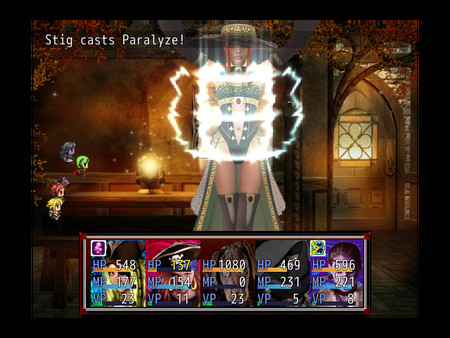 Stig casts Paralyze!
HP 548 HP 137 HP 1080 HP 469 HP 596
MP 177 MP 154 MP 0 MP 231 MP 221
VP 23 VP 11 VP 23 VP 5 VP 8